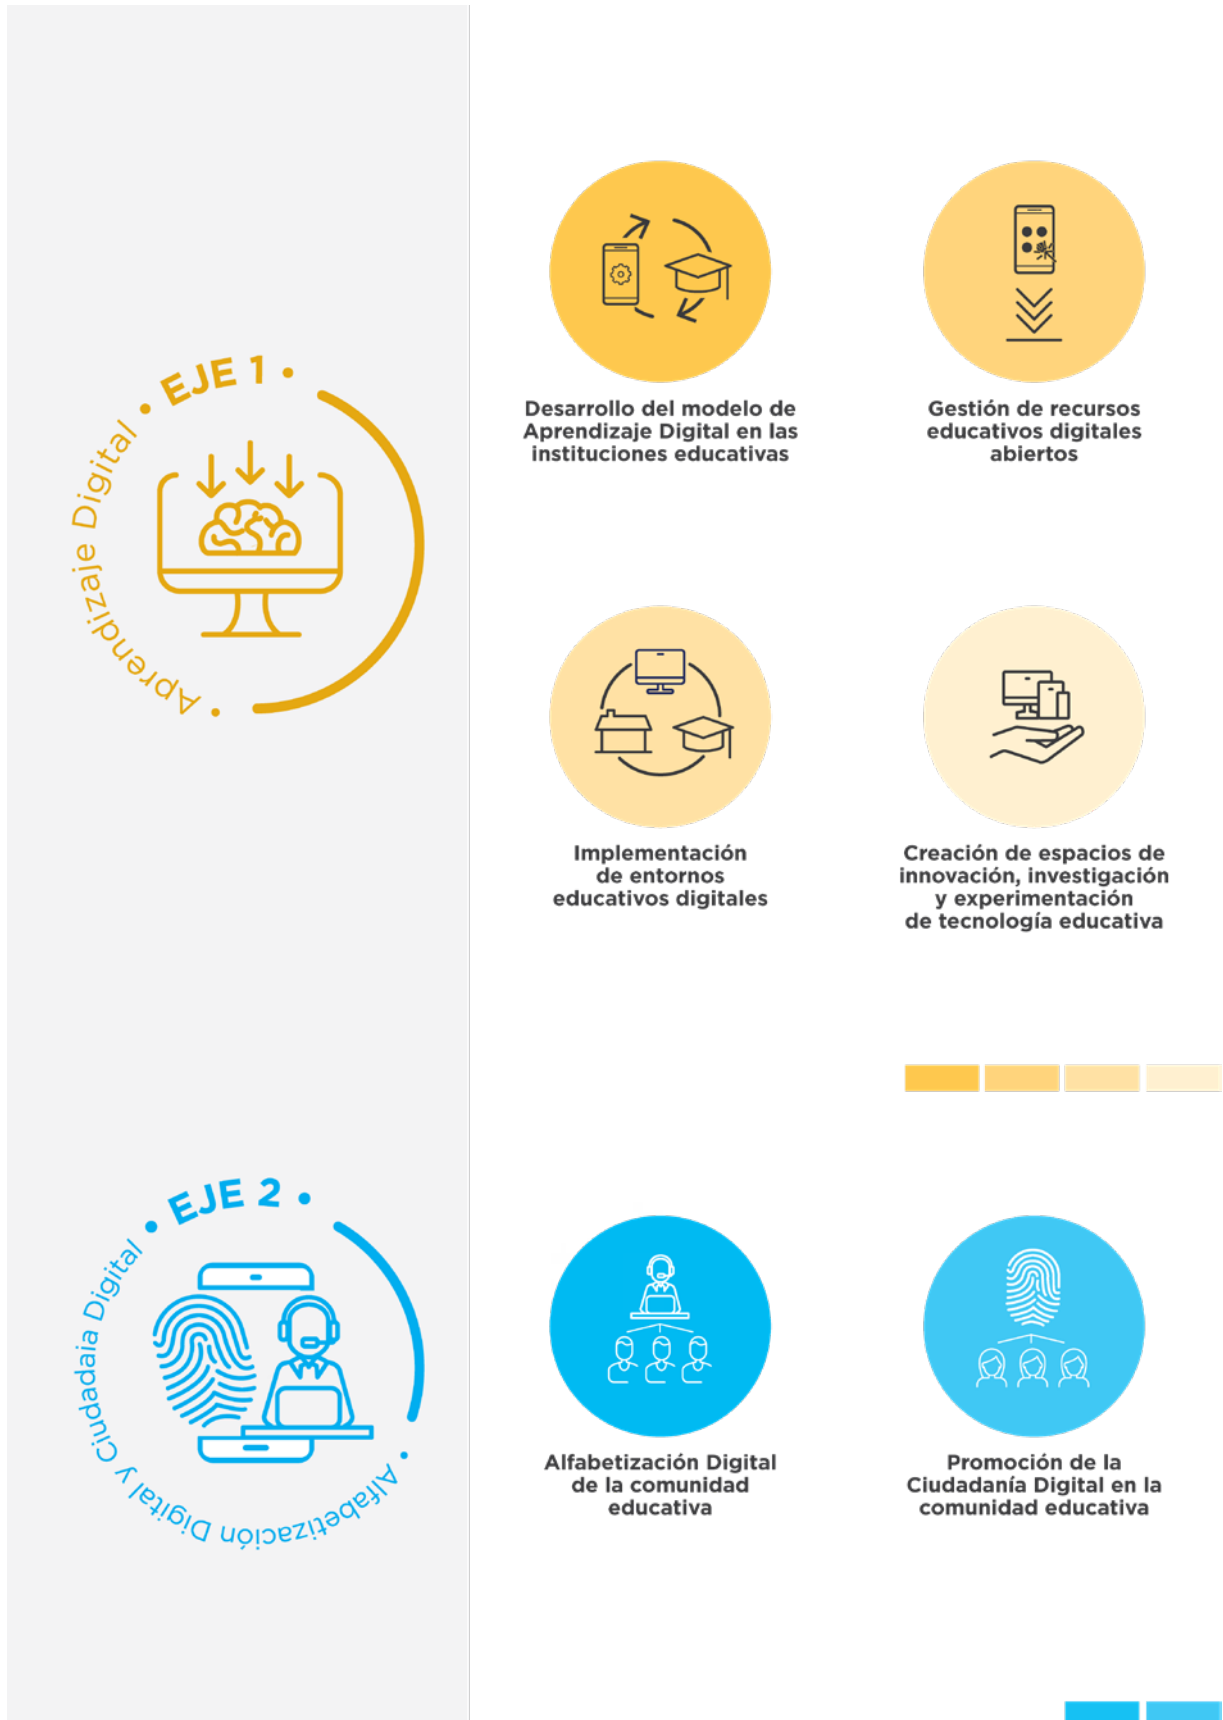 • EJE 1 •
• Aprendizaje Digital
Desarrollo del modelo de
Aprendizaje Digital en las
instituciones educativas
Gestión de recursos
educativos digitales
abiertos
Implementación
de entornos
educativos digitales
Creación de espacios de
innovación, investigación
y experimentación
de tecnología educativa
• EJE 2 •
• Alfabetización Digital y Ciudadaia Digital
Alfabetización Digital
de la comunidad
educativa
Promoción de la
Ciudadanía Digital en la
comunidad educativa